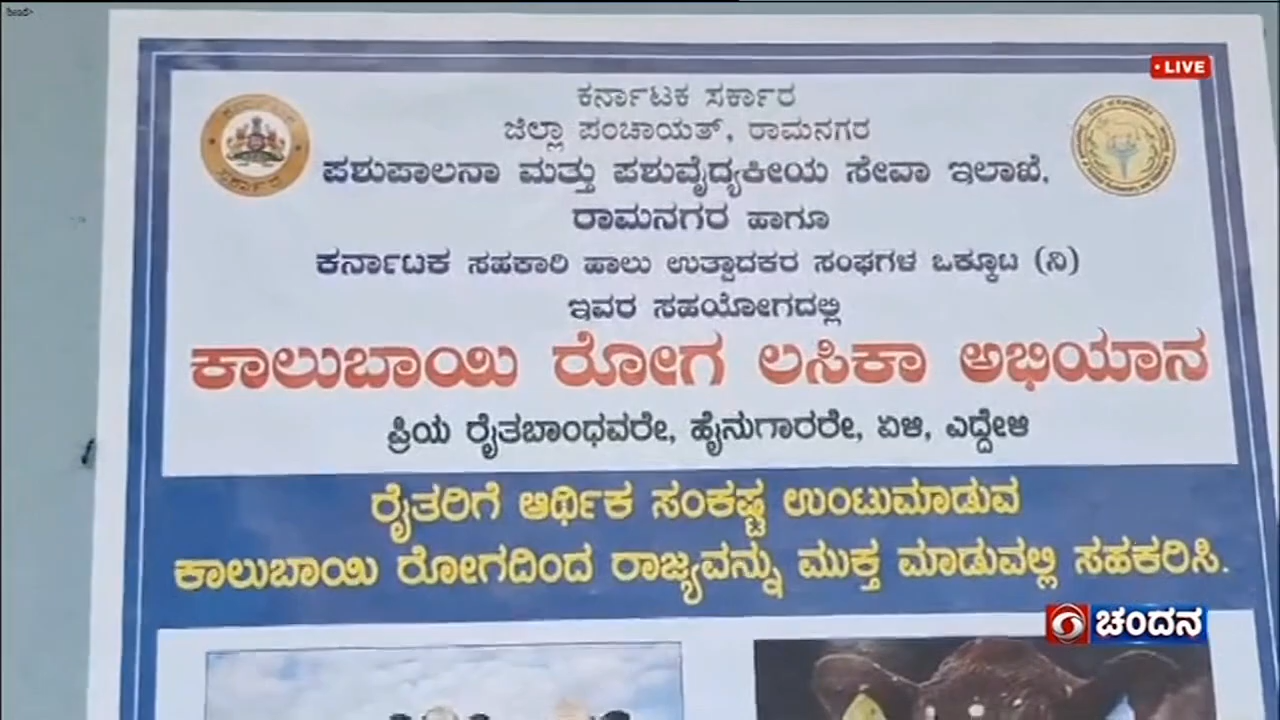 LIVE
ಕರ್ನಾಟಕ ಸರ್ಕಾರ
ಜಿಲ್ಲಾ ಪಂಚಾಯತ್, ರಾಮನಗರ
ಪಶುಪಾಲನಾ ಮತ್ತು ಪಶುವೈದ್ಯಕೀಯ ಸೇವಾ ಇಲಾಖೆ,
ರಾಮನಗರ ಹಾಗೂ
ಕರ್ನಾಟಕ ಸಹಕಾರಿ ಹಾಲು ಉತ್ಪಾದಕರ ಸಂಘಗಳ ಒಕ್ಕೂಟ (ನಿ)
ಇವರ ಸಹಯೋಗದಲ್ಲಿ
ಕಾಲುಬಾಯಿ ರೋಗ ಲಸಿಕಾ ಅಭಿಯಾನ
ಪ್ರಿಯ ರೈತಬಾಂಧವರೇ, ಹೈನುಗಾರರೇ, ಏಳಿ, ಎದ್ದೇಳಿ
ರೈತರಿಗೆ ಆರ್ಥಿಕ ಸಂಕಷ್ಟ ಉಂಟುಮಾಡುವ
ಕಾಲುಬಾಯಿ ರೋಗದಿಂದ ರಾಜ್ಯವನ್ನು ಮುಕ್ತ ಮಾಡುವಲ್ಲಿ ಸಹಕರಿಸಿ.
ಚಂದನ